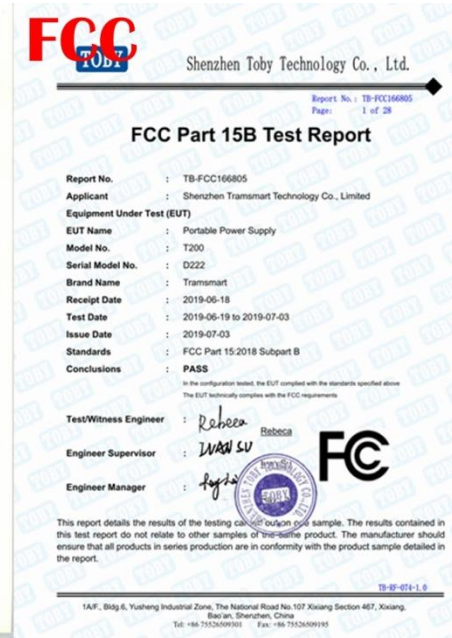 FCC
TOBY
Shenzhen Toby Technology Co., Ltd.
Report No.: TB-FCC166805
Page: 1 of 28
FCC Part 15B Test Report
Report No. : TB-FCC166805
Applicant : Shenzhen Tramsmart Technology Co., Limited
Equipment Under Test (EUT)
EUT Name : Portable Power Supply
Model No. : T200
Serial Model No. : D222
Brand Name : Tramsmart
Receipt Date : 2019-06-18
Test Date : 2019-06-19 to 2019-07-03
Issue Date : 2019-07-03
Standards : FCC Part 15:2018 Subpart B
Conclusions : PASS
In the configuration tested, the EUT complied with the standards specified above
The EUT technically complies with the FCC requirements
Test/Witness Engineer : Rebeca Rebeca
Engineer Supervisor : IVAN SU
Engineer Manager :
FC
TOBY
This report details the results of the testing carried out on one sample. The results contained in
this test report do not relate to other samples of the same product. The manufacturer should
ensure that all products in series production are in conformity with the product sample detailed in
the report.
TB-RF-074-1.0
1A/F., Bldg.6, Yusheng Industrial Zone, The National Road No.107 Xixiang Section 467, Xixiang,
Bao'an, Shenzhen, China
Tel: +86 75526509301 Fax: +86 75526509195